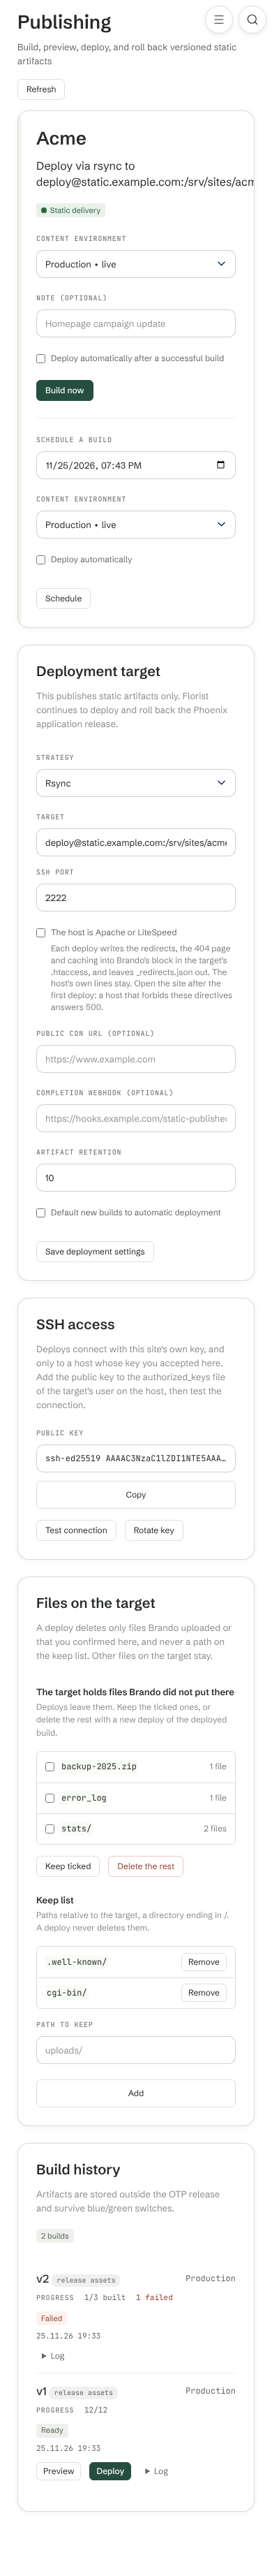 Publishing
Build, preview, deploy, and roll back versioned static
artifacts
Refresh
Acme
Deploy via rsync to
deploy@static.example.com:/srv/sites/acm
Static delivery
CONTENT ENVIRONMENT
Production • live
NOTE (OPTIONAL)
Homepage campaign update
Deploy automatically after a successful build
Build now
SCHEDULE A BUILD
11/25/2026, 07:43 PM
CONTENT ENVIRONMENT
Production • live
Deploy automatically
Schedule
Deployment target
This publishes static artifacts only. Florist
continues to deploy and roll back the Phoenix
application release.
STRATEGY
Rsync
TARGET
deploy@static.example.com:/srv/sites/acme
SSH PORT
2222
The host is Apache or LiteSpeed
Each deploy writes the redirects, the 404 page
and caching into Brando's block in the target's
.htaccess, and leaves _redirects.json out. The
host's own lines stay. Open the site after the
first deploy: a host that forbids these directives
answers 500.
PUBLIC CDN URL (OPTIONAL)
https://www.example.com
COMPLETION WEBHOOK (OPTIONAL)
https://hooks.example.com/static-published
ARTIFACT RETENTION
10
Default new builds to automatic deployment
Save deployment settings
SSH access
Deploys connect with this site's own key, and
only to a host whose key you accepted here.
Add the public key to the authorized_keys file
of the target's user on the host, then test the
connection.
PUBLIC KEY
ssh-ed25519 AAAAC3NzaC1lZDI1NTE5AAA…
Copy
Test connection
Rotate key
Files on the target
A deploy deletes only files Brando uploaded or
that you confirmed here, and never a path on
the keep list. Other files on the target stay.
The target holds files Brando did not put there
Deploys leave them. Keep the ticked ones, or
delete the rest with a new deploy of the deployed
build.
backup-2025.zip 1 file
error_log 1 file
stats/ 2 files
Keep ticked
Delete the rest
Keep list
Paths relative to the target, a directory ending in /.
A deploy never deletes them.
.well-known/ Remove
cgi-bin/ Remove
PATH TO KEEP
uploads/
Add
Build history
Artifacts are stored outside the OTP release
and survive blue/green switches.
2 builds
v2 release assets Production
PROGRESS 1/3 built 1 failed
Failed
25.11.26 19:33
Log
v1 release assets Production
PROGRESS 12/12
Ready
25.11.26 19:33
Preview Deploy Log